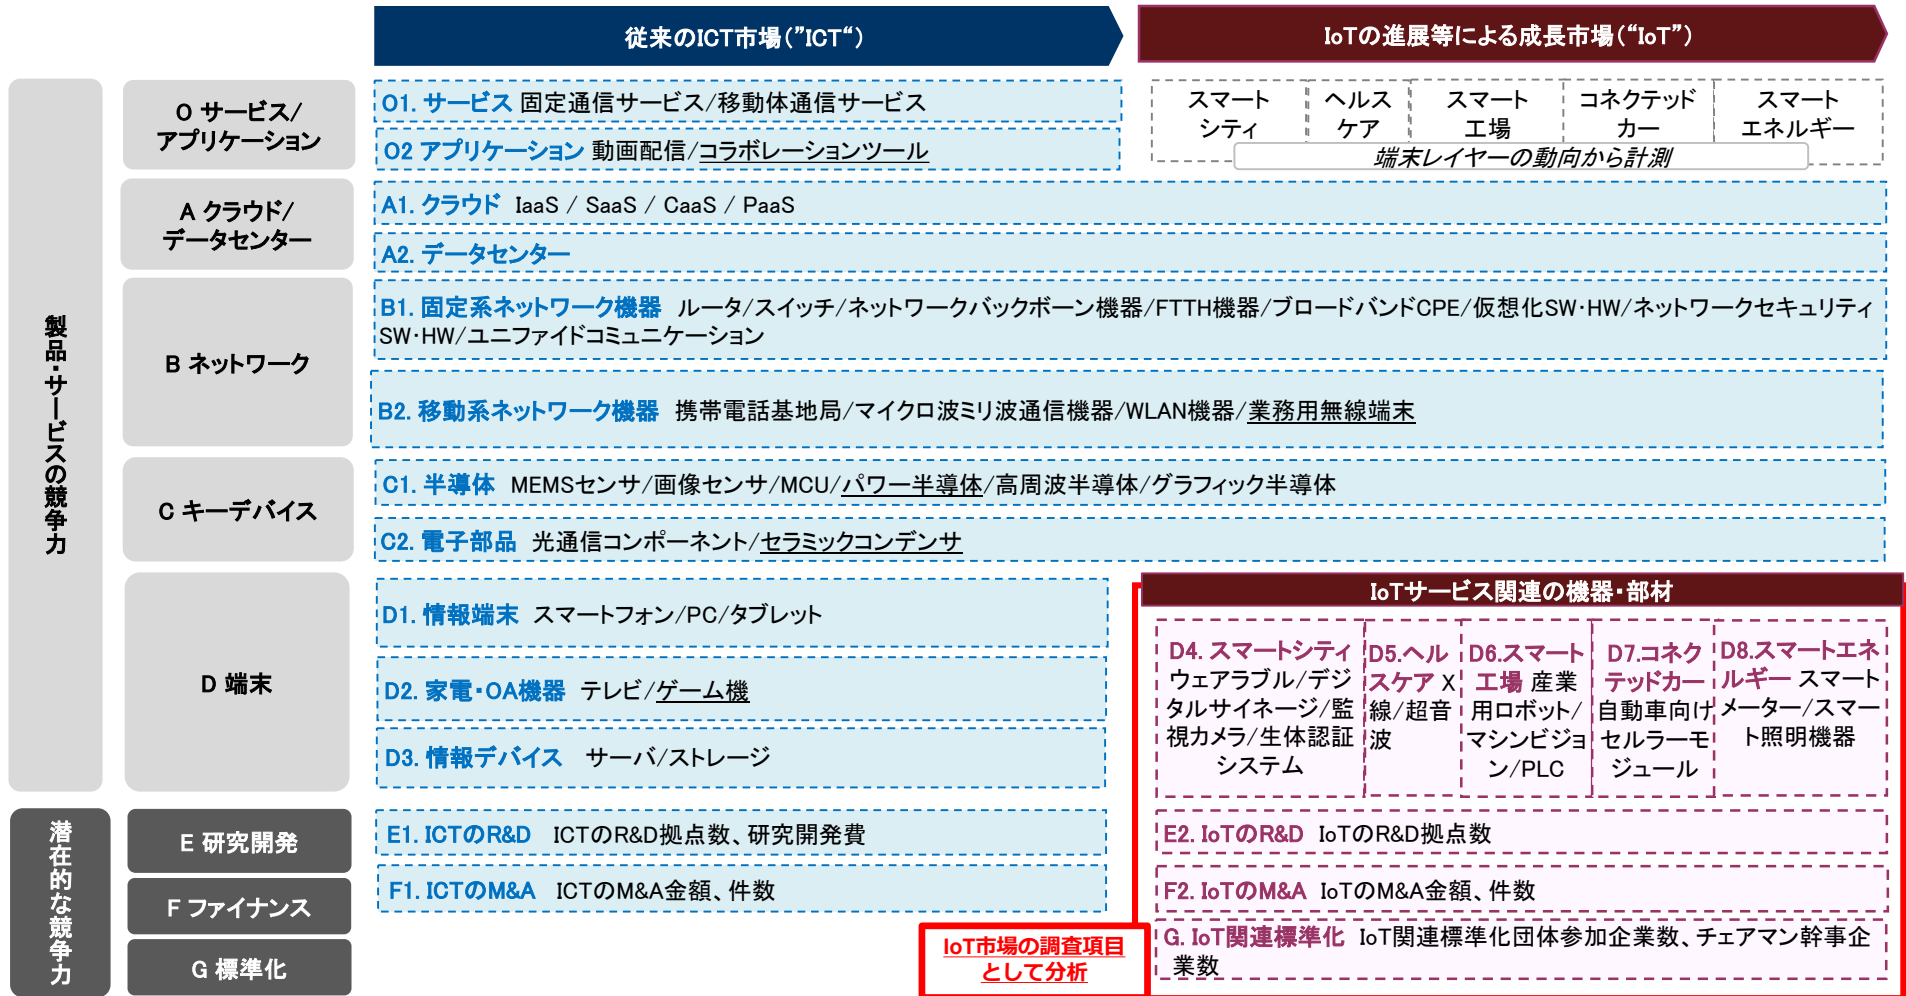 従来のICT市場("ICT“)
IoTの進展等による成長市場(“IoT”)
製品・サービスの競争力
O サービス/
アプリケーション
O1. サービス 固定通信サービス/移動体通信サービス
O2 アプリケーション 動画配信/コラボレーションツール
スマート
シティ
ヘルス
ケア
スマート
工場
コネクテッド
カー
スマート
エネルギー
端末レイヤーの動向から計測
A クラウド/
データセンター
A1. クラウド IaaS / SaaS / CaaS / PaaS
A2. データセンター
B ネットワーク
B1. 固定系ネットワーク機器 ルータ/スイッチ/ネットワークバックボーン機器/FTTH機器/ブロードバンドCPE/仮想化SW・HW/ネットワークセキュリティ
SW・HW/ユニファイドコミュニケーション
B2. 移動系ネットワーク機器 携帯電話基地局/マイクロ波ミリ波通信機器/WLAN機器/業務用無線端末
C キーデバイス
C1. 半導体 MEMSセンサ/画像センサ/MCU/パワー半導体/高周波半導体/グラフィック半導体
C2. 電子部品 光通信コンポーネント/セラミックコンデンサ
D 端末
D1. 情報端末 スマートフォン/PC/タブレット
D2. 家電・OA機器 テレビ/ゲーム機
D3. 情報デバイス サーバ/ストレージ
IoTサービス関連の機器・部材
D4. スマートシティ
ウェアラブル/デジ
タルサイネージ/監
視カメラ/生体認証
システム
D5.ヘル
スケア X
線/超音
波
D6.スマート
工場 産業
用ロボット/
マシンビジョ
ン/PLC
D7.コネク
テッドカー
自動車向け
セルラーモ
ジュール
D8.スマートエネ
ルギー スマート
メーター/スマー
ト照明機器
潜在的な競争力
E 研究開発
E1. ICTのR&D ICTのR&D拠点数、研究開発費
E2. IoTのR&D IoTのR&D拠点数
F ファイナンス
F1. ICTのM&A ICTのM&A金額、件数
F2. IoTのM&A IoTのM&A金額、件数
G 標準化
IoT市場の調査項目
として分析
G. IoT関連標準化 IoT関連標準化団体参加企業数、チェアマン幹事企
業数